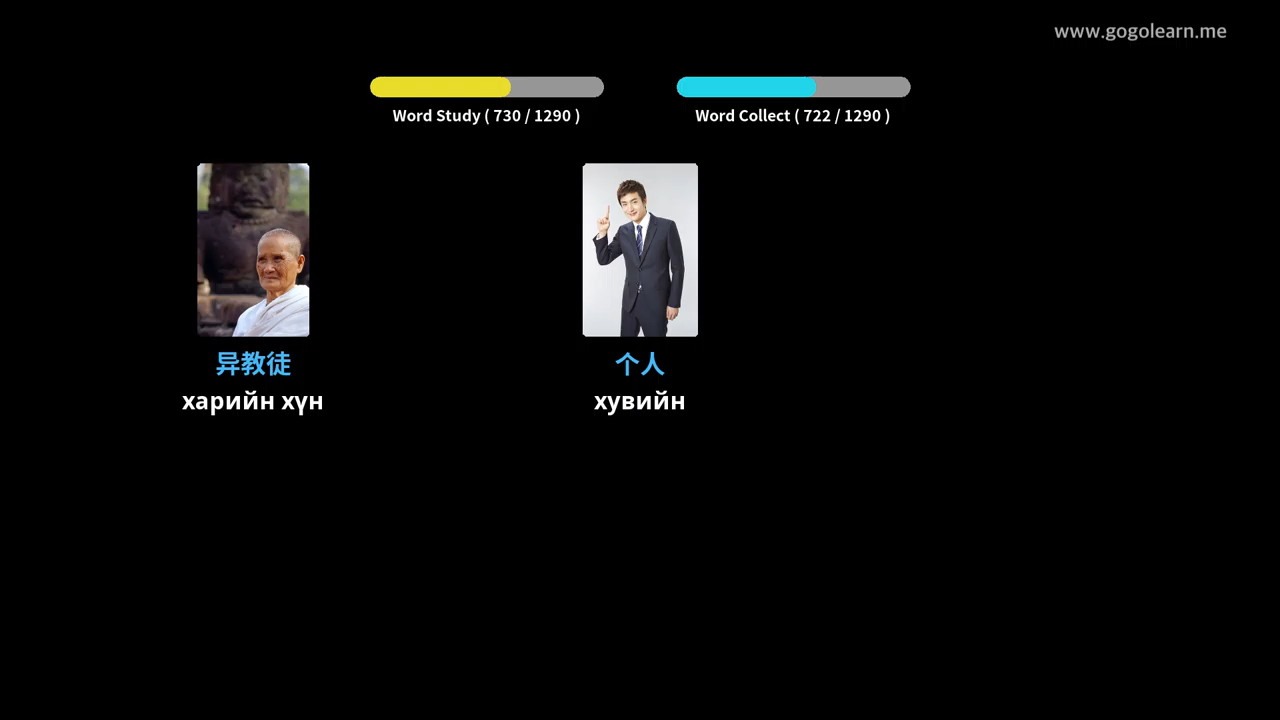 www.gogolearn.me
Word Study ( 730 / 1290 )
Word Collect ( 722 / 1290 )
异教徒
харийн хүн
个人
хувийн